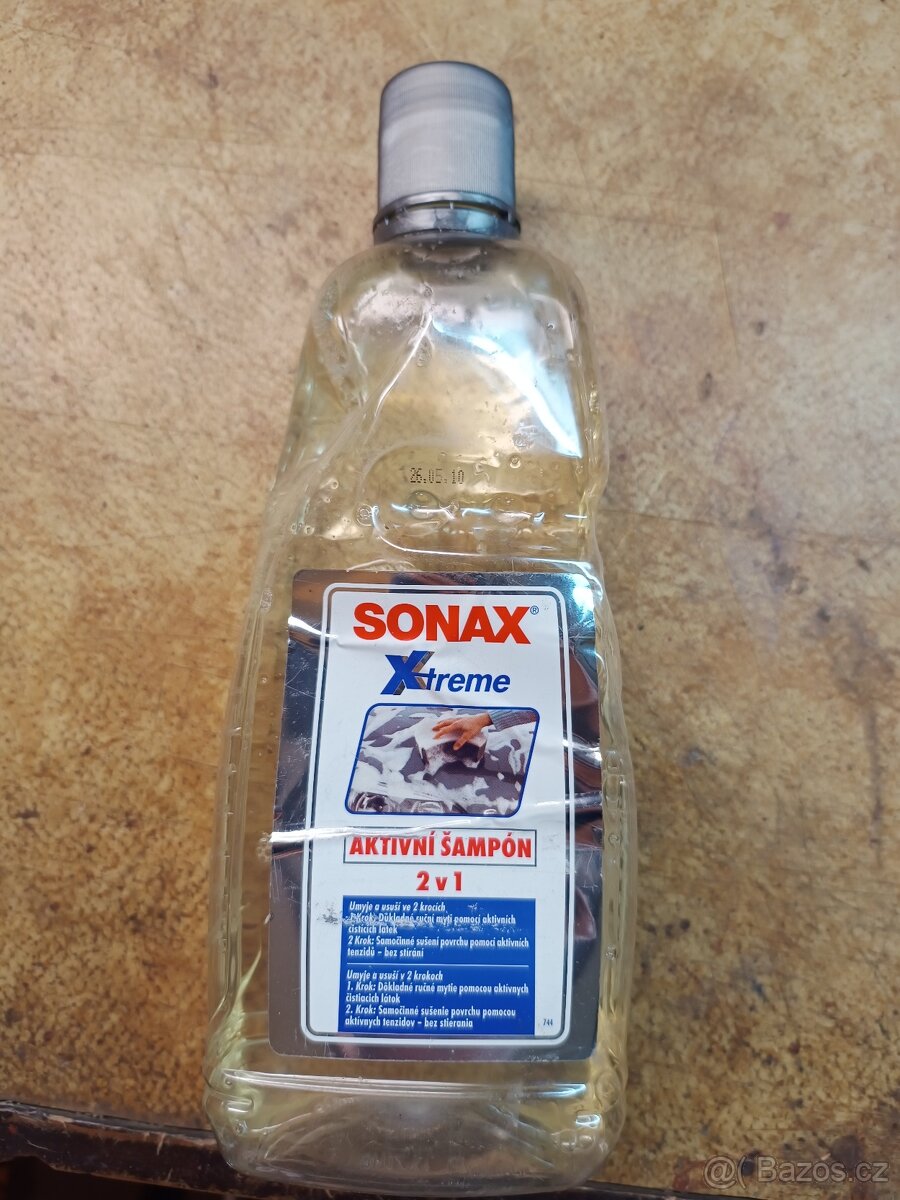 26.05.10
SONAX®
Xtreme
AKTIVNÍ ŠAMPÓN
2 v 1
Umyje a usuší ve 2 krocích
1 Krok: Důkladné ruční mytí pomocí aktivních
čistících látek
2 Krok: Samočinné sušení povrchu pomocí aktivních
tenzidů – bez stírání
Umyje a usuší v 2 krokoch
1. Krok: Dôkladné ručné mytie pomocou aktívnych
čistiacich látok
2. Krok: Samočinné sušenie povrchu pomocou
aktívnych tenzidov – bez stierania
744
@( Bazos.cz